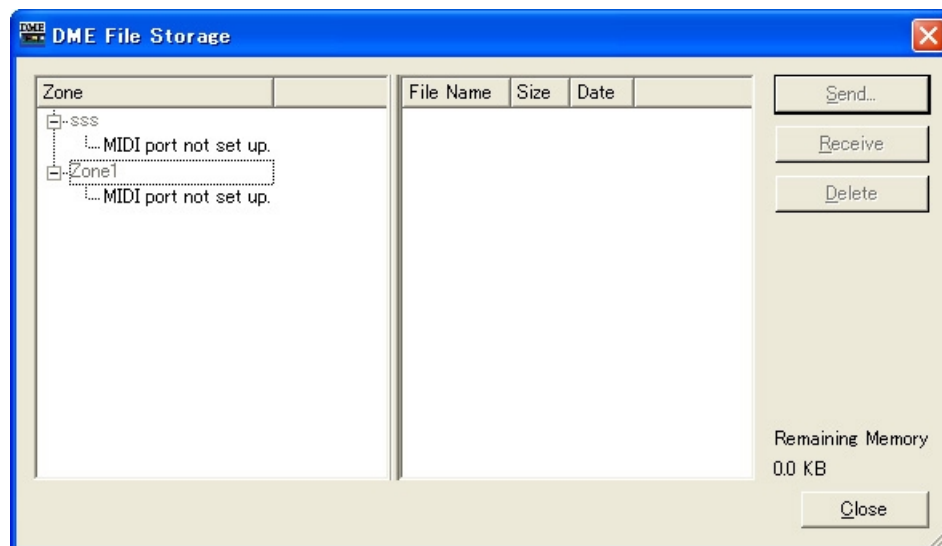 DME File Storage
Zone
File Name Size Date
Send...
sss
MIDI port not set up.
Receive
Zone1
MIDI port not set up.
Delete
Remaining Memory
0.0 KB
Close